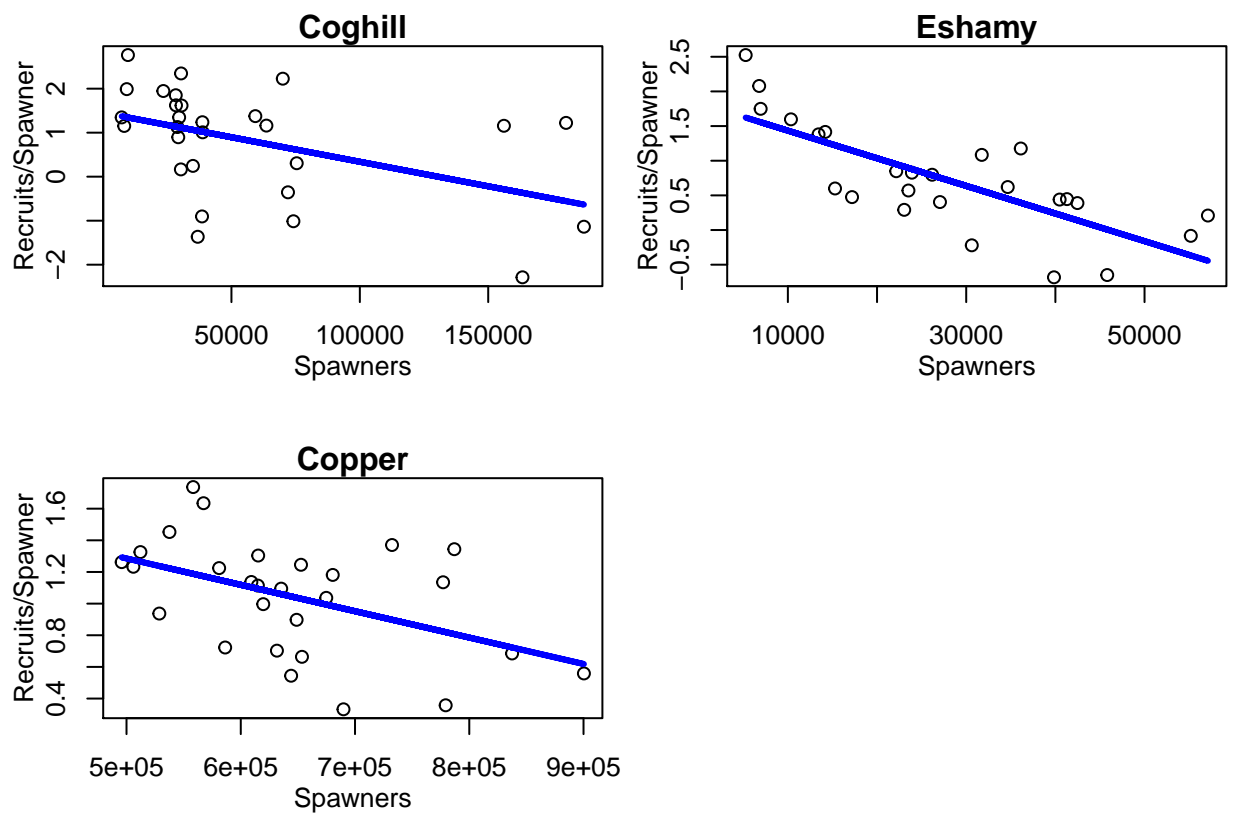 Coghill
Recruits/Spawner
2
1
0
−2
50000 100000 150000
Spawners
Eshamy
Recruits/Spawner
2.5
1.5
0.5
−0.5
10000 30000 50000
Spawners
Copper
Recruits/Spawner
1.6
1.2
0.8
0.4
5e+05 6e+05 7e+05 8e+05 9e+05
Spawners